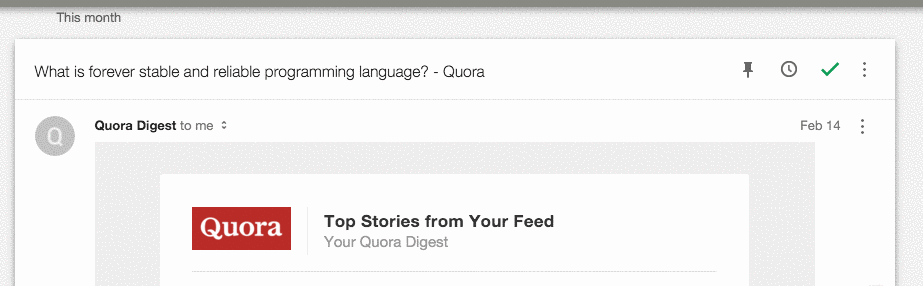 This month
What is forever stable and reliable programming language? - Quora
Q
Quora Digest to me
Feb 14
Quora
Top Stories from Your Feed
Your Quora Digest